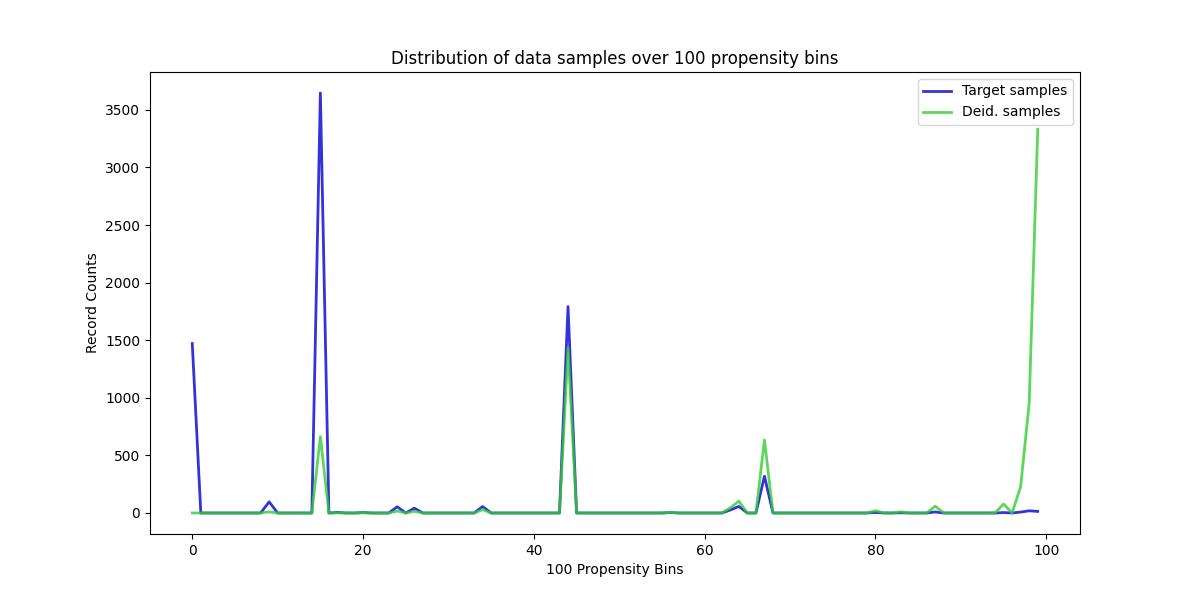 Distribution of data samples over 100 propensity bins
Target samples
Deid. samples
Record Counts
3500
3000
2500
2000
1500
1000
500
0
0 20 40 60 80 100
100 Propensity Bins